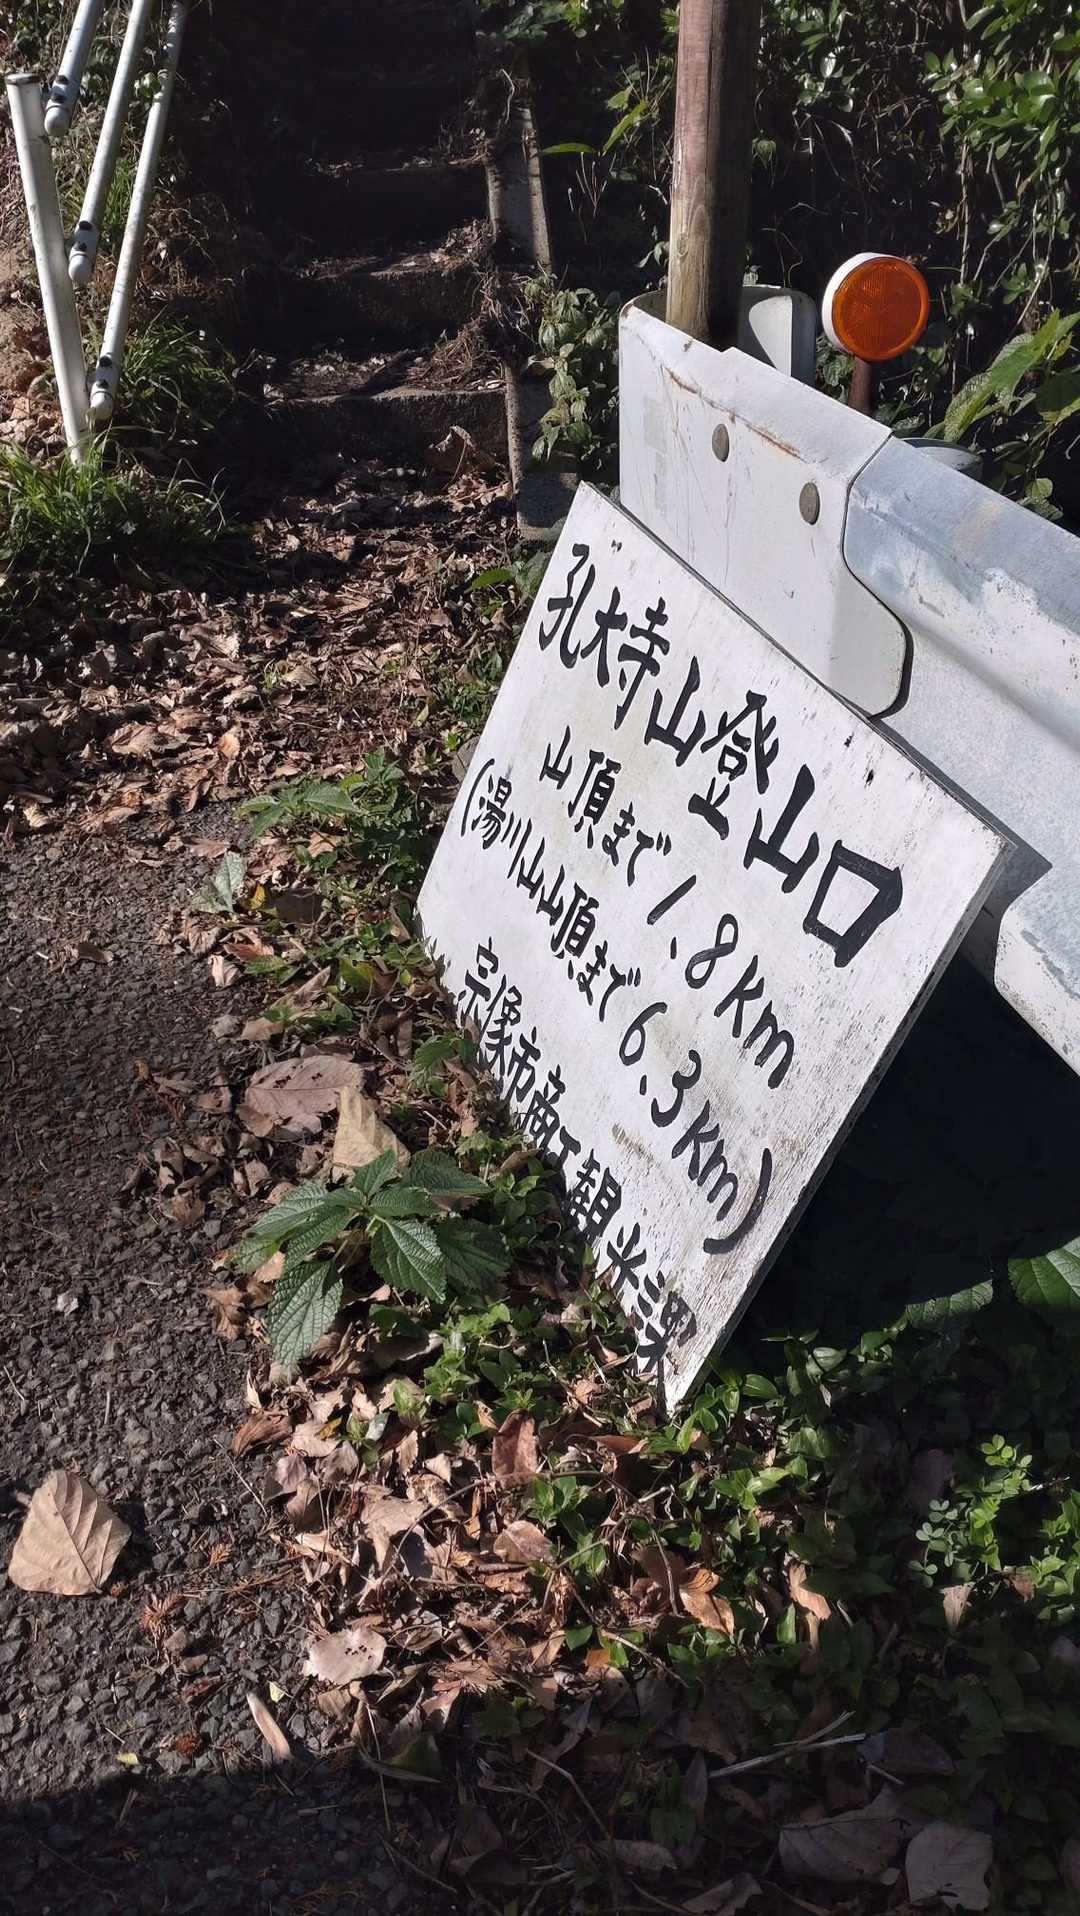 孔大寺山登山口
山頂まで 1.8km
(湯川山山頂まで 6.3km)
宗像市商工観光課